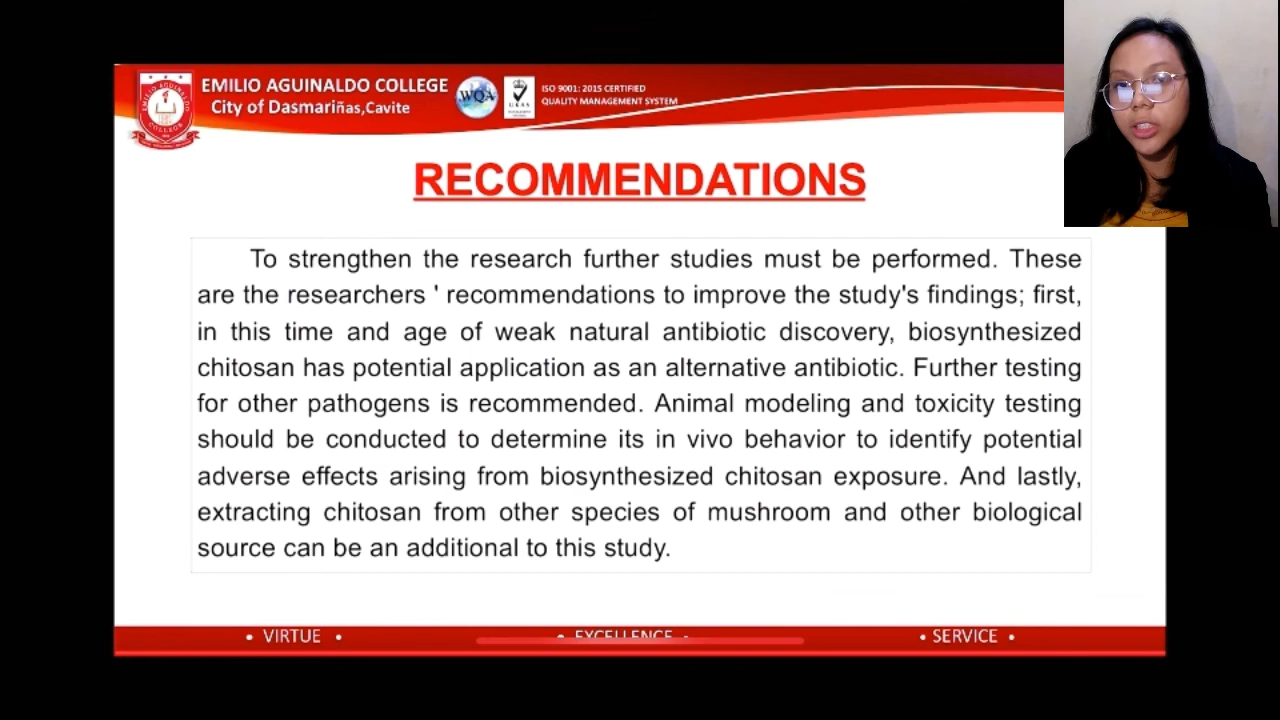 EMILIO AGUINALDO COLLEGE
City of Dasmariñas,Cavite
WQA
UKAS
ISO 9001: 2015 CERTIFIED
QUALITY MANAGEMENT SYSTEM
RECOMMENDATIONS
To strengthen the research further studies must be performed. These
are the researchers ' recommendations to improve the study's findings; first,
in this time and age of weak natural antibiotic discovery, biosynthesized
chitosan has potential application as an alternative antibiotic. Further testing
for other pathogens is recommended. Animal modeling and toxicity testing
should be conducted to determine its in vivo behavior to identify potential
adverse effects arising from biosynthesized chitosan exposure. And lastly,
extracting chitosan from other species of mushroom and other biological
source can be an additional to this study.
• VIRTUE • • EXCELLENCE • • SERVICE •